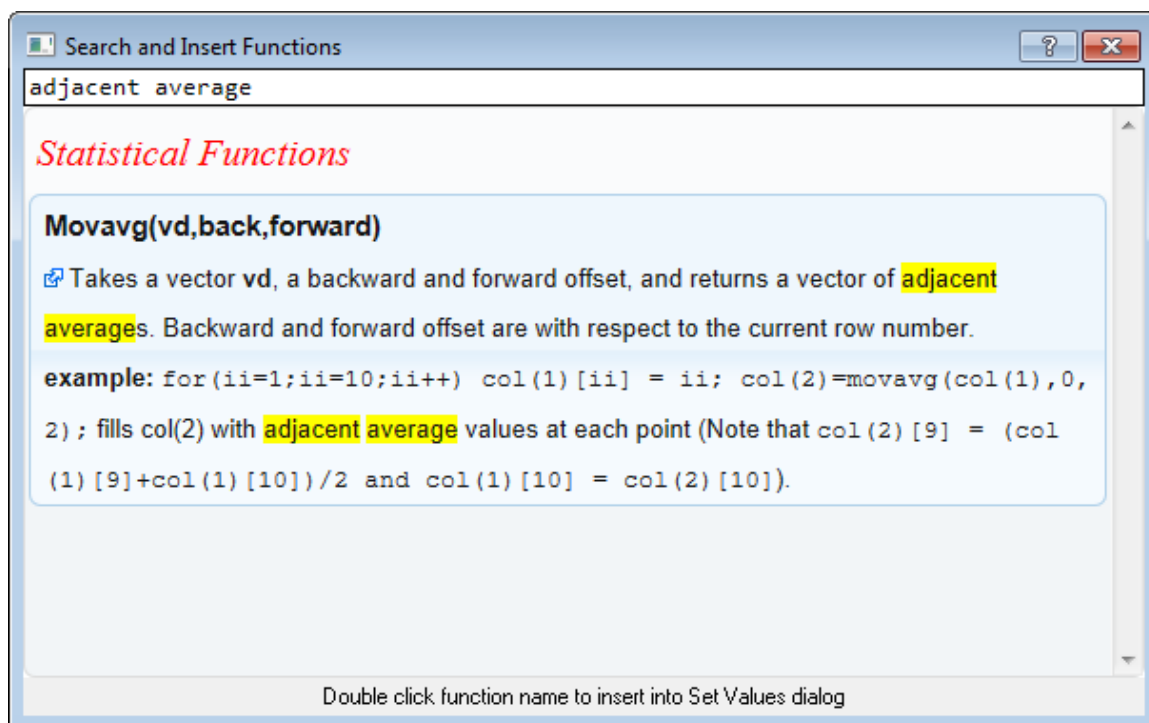 Search and Insert Functions
adjacent average
Statistical Functions
Movavg(vd,back,forward)
Takes a vector vd, a backward and forward offset, and returns a vector of adjacent
averages. Backward and forward offset are with respect to the current row number.
example: for(ii=1;ii=10;ii++) col(1)[ii] = ii; col(2)=movavg(col(1),0,
2); fills col(2) with adjacent average values at each point (Note that col(2)[9] = (col
(1)[9]+col(1)[10])/2 and col(1)[10] = col(2)[10]).
Double click function name to insert into Set Values dialog